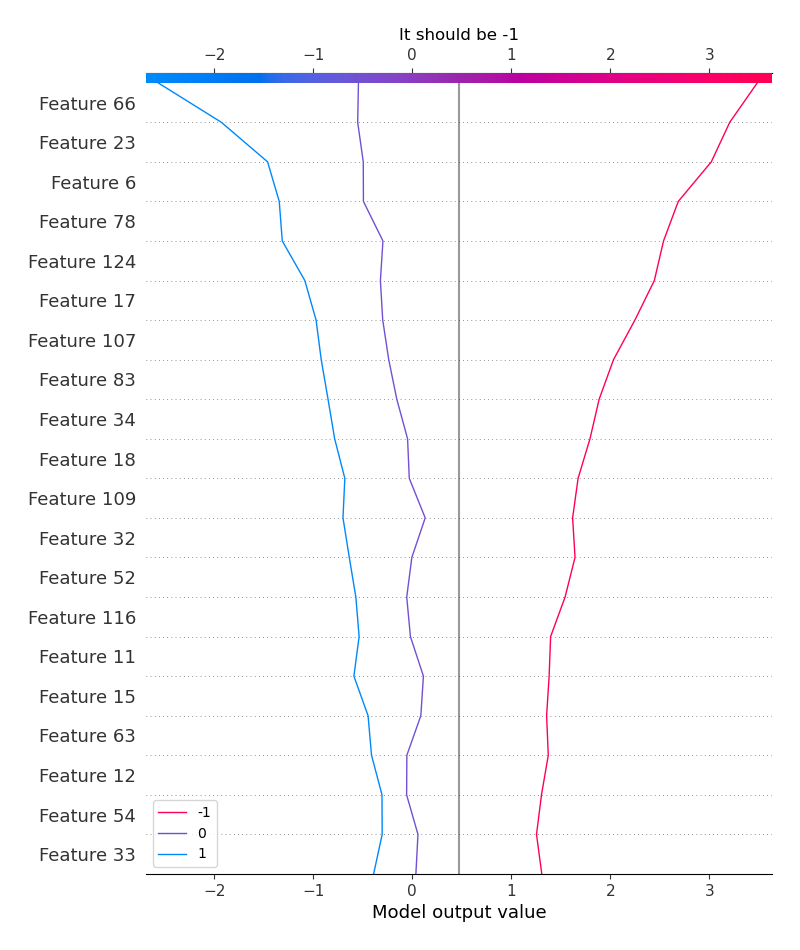 It should be -1
−2 −1 0 1 2 3
Feature 66
Feature 23
Feature 6
Feature 78
Feature 124
Feature 17
Feature 107
Feature 83
Feature 34
Feature 18
Feature 109
Feature 32
Feature 52
Feature 116
Feature 11
Feature 15
Feature 63
Feature 12
Feature 54
Feature 33
-1
0
1
−2 −1 0 1 2 3
Model output value